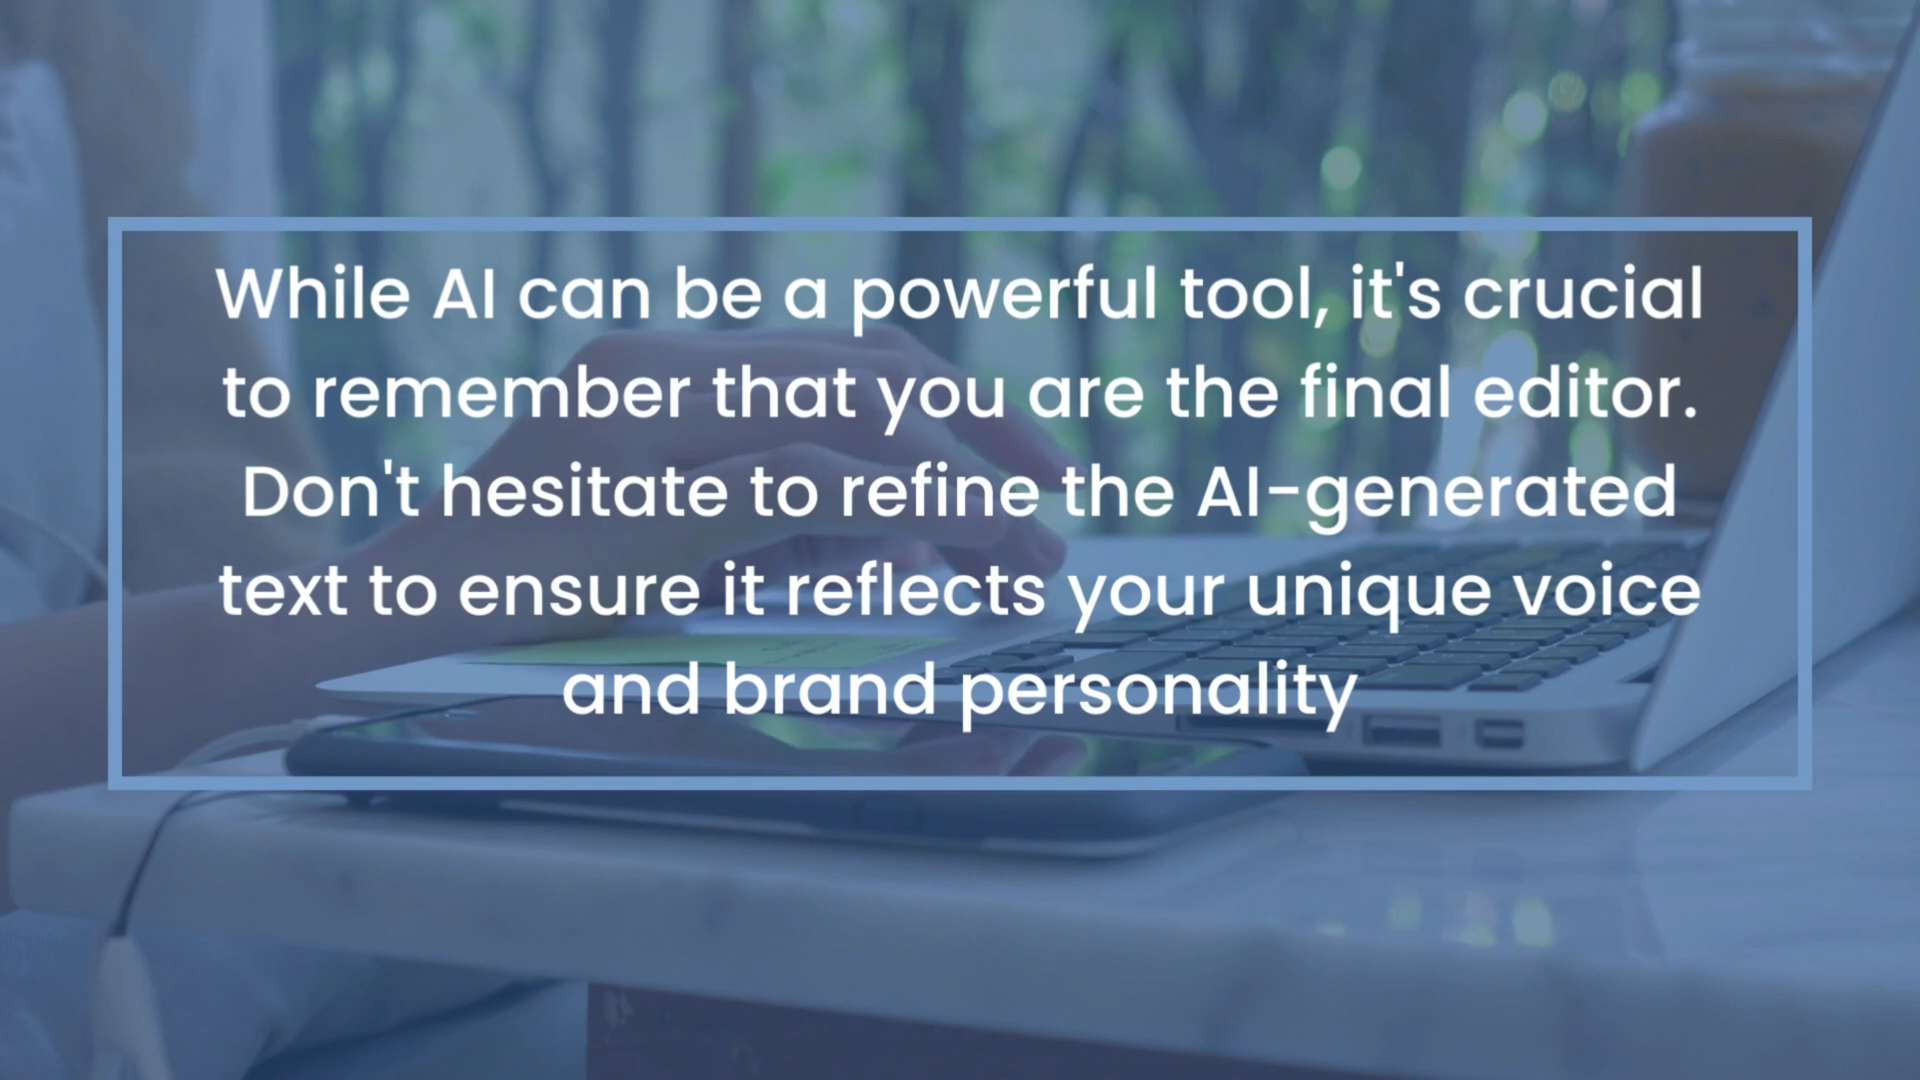 While AI can be a powerful tool, it's crucial
to remember that you are the final editor.
Don't hesitate to refine the AI-generated
text to ensure it reflects your unique voice
and brand personality